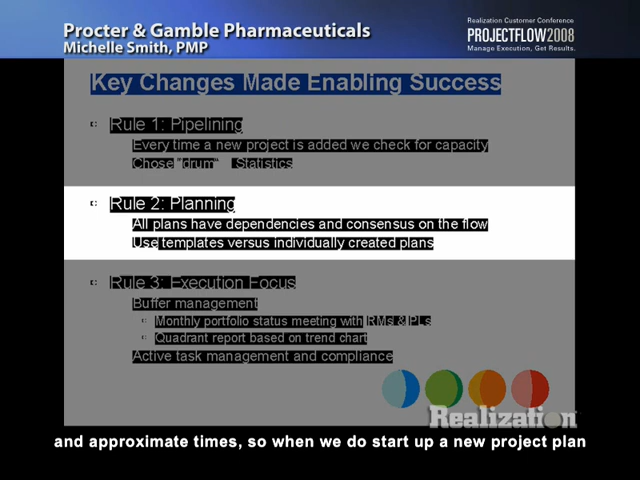 Procter & Gamble Pharmaceuticals
Michelle Smith, PMP
Realization Customer Conference
PROJECTFLOW2008
Manage Execution, Get Results.
Key Changes Made Enabling Success
Rule 1: Pipelining
Every time a new project is added we check for capacity
Chose "drum" Statistics
Rule 2: Planning
All plans have dependencies and consensus on the flow
Use templates versus individually created plans
Rule 3: Execution Focus
Buffer management
Monthly portfolio status meeting with RMs & PLs
Quadrant report based on trend chart
Active task management and compliance
Realization
and approximate times, so when we do start up a new project plan